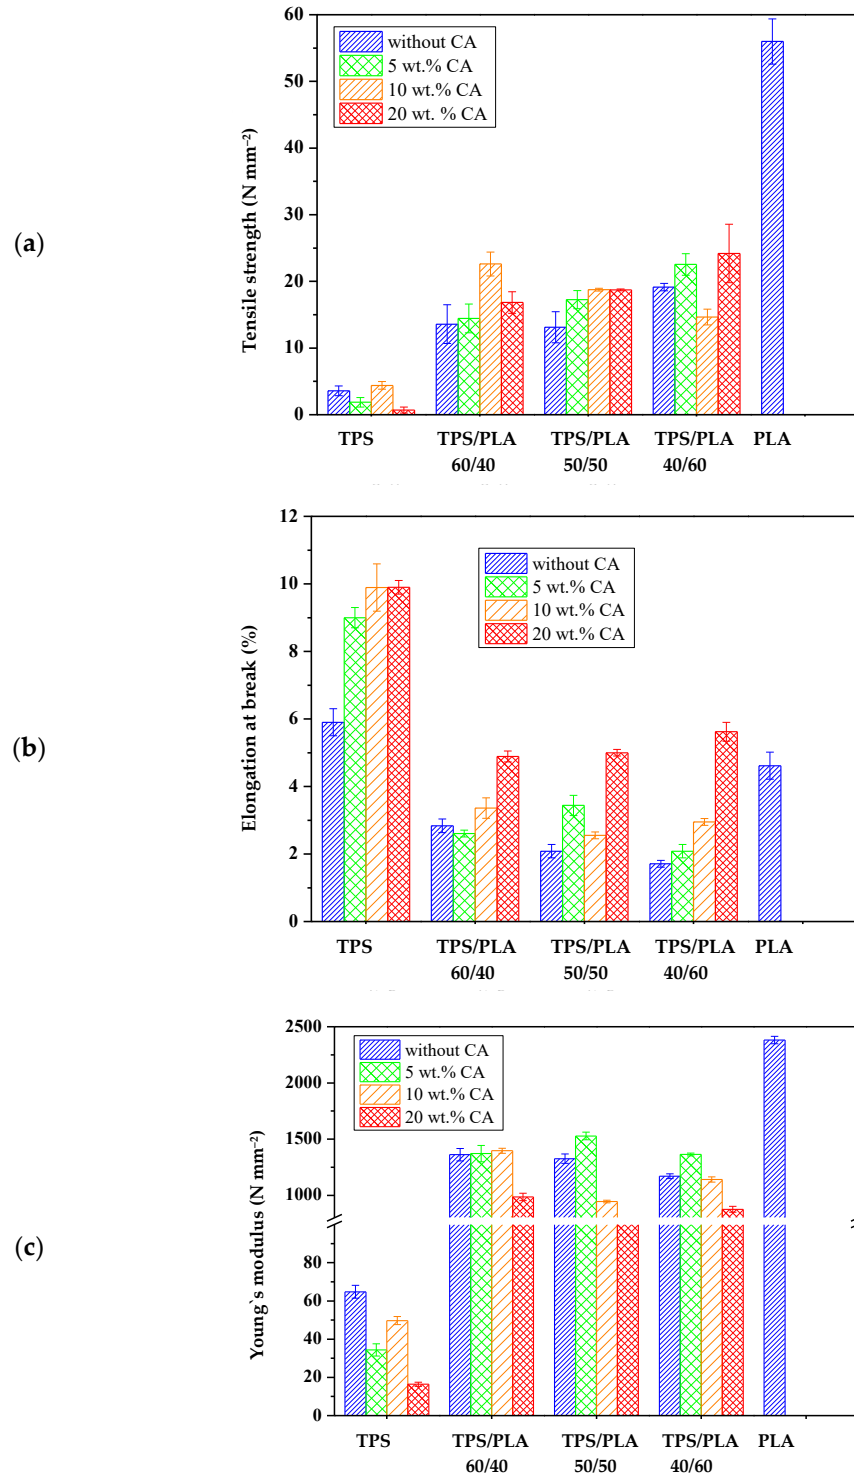 (a)
Tensile strength (N mm⁻²)
60
50
40
30
20
10
0
without CA
5 wt.% CA
10 wt.% CA
20 wt. % CA
TPS TPS/PLA TPS/PLA TPS/PLA PLA
60/40 50/50 40/60
(b)
Elongation at break (%)
12
10
8
6
4
2
0
without CA
5 wt.% CA
10 wt.% CA
20 wt.% CA
TPS TPS/PLA TPS/PLA TPS/PLA PLA
60/40 50/50 40/60
(c)
Young`s modulus (N mm⁻²)
2500
2000
1500
1000
80
60
40
20
0
without CA
5 wt.% CA
10 wt.% CA
20 wt.% CA
TPS TPS/PLA TPS/PLA TPS/PLA PLA
60/40 50/50 40/60